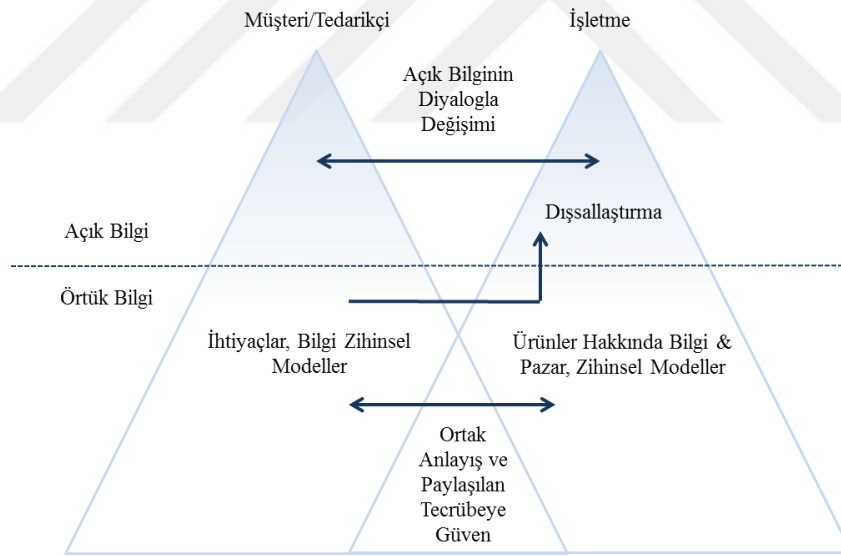 Müşteri/Tedarikçi
İşletme
Açık Bilginin
Diyalogla
Değişimi
Dışsallaştırma
Açık Bilgi
Örtük Bilgi
İhtiyaçlar, Bilgi Zihinsel
Modeller
Ürünler Hakkında Bilgi &
Pazar, Zihinsel Modeller
Ortak
Anlayış ve
Paylaşılan
Tecrübeye
Güven